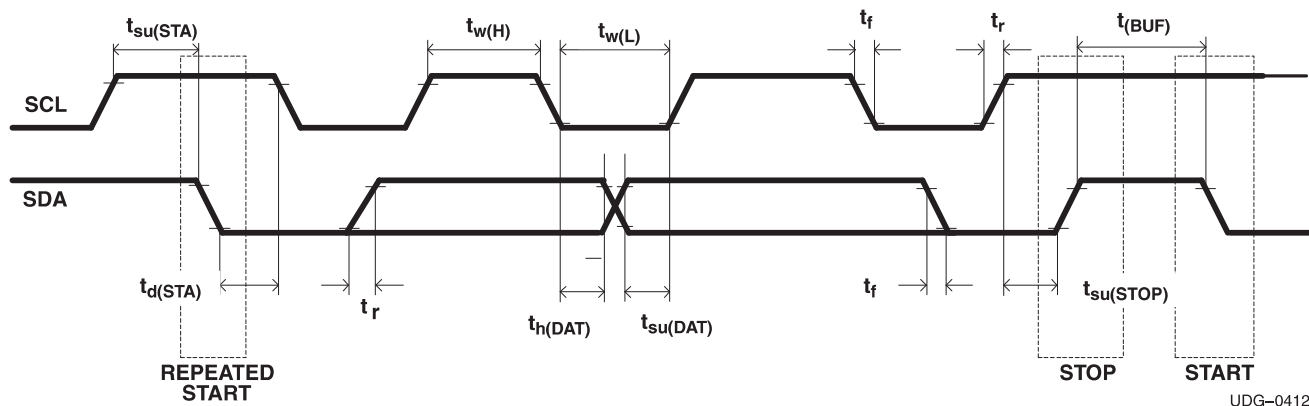 tsu(STA)
tw(H)
tw(L)
tf
tr
t(BUF)
SCL
SDA
td(STA)
tr
th(DAT)
tsu(DAT)
tf
tsu(STOP)
REPEATED
START
STOP
START
UDG–0412